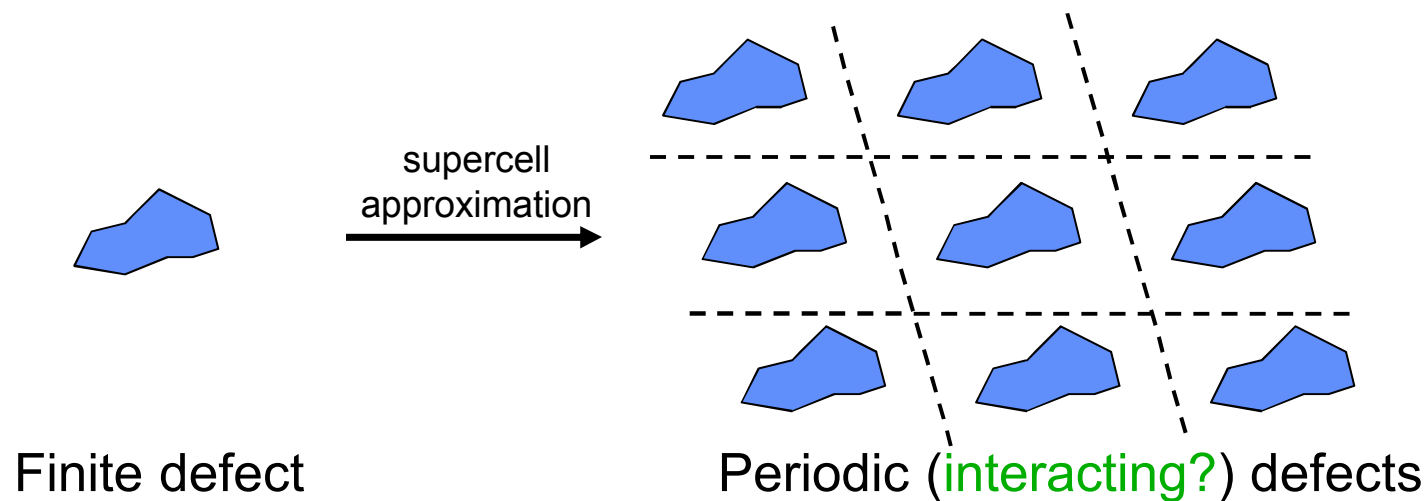 supercell
approximation
Finite defect
Periodic (interacting?) defects